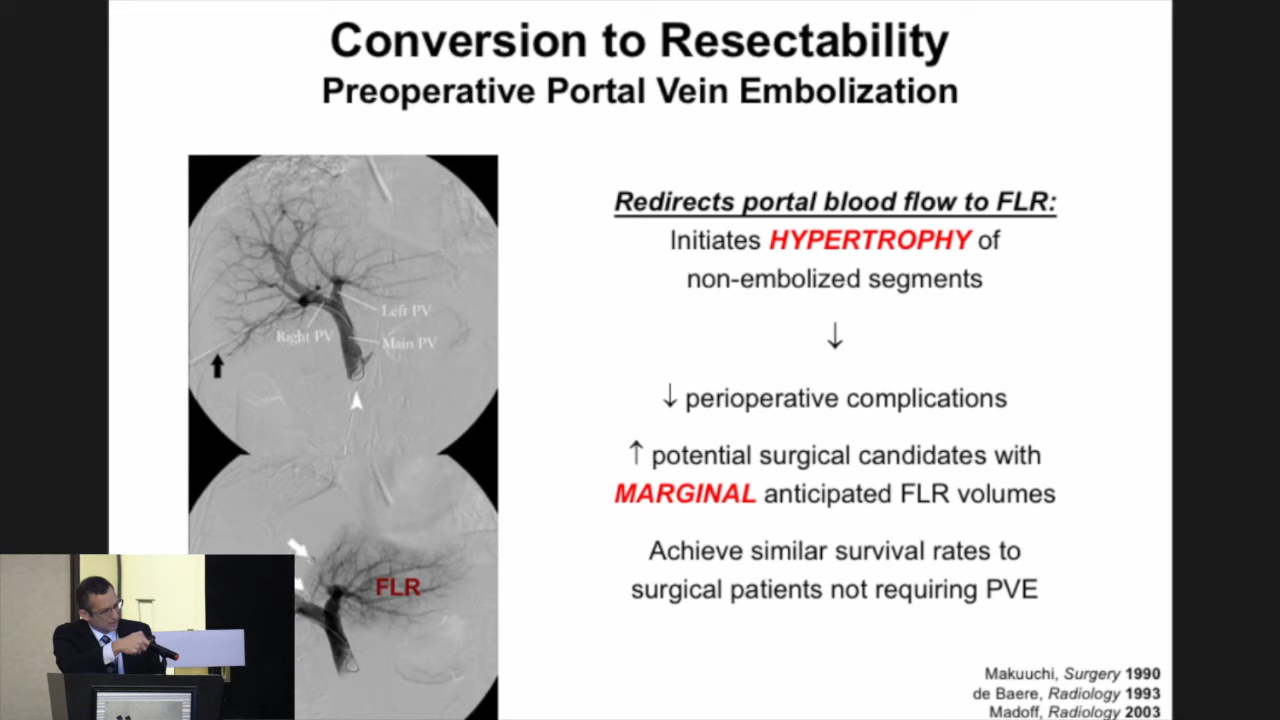 Conversion to Resectability
Preoperative Portal Vein Embolization
Left PV
Right PV
Main PV
FLR
Redirects portal blood flow to FLR:
Initiates HYPERTROPHY of
non-embolized segments
↓
↓ perioperative complications
↑ potential surgical candidates with
MARGINAL anticipated FLR volumes
Achieve similar survival rates to
surgical patients not requiring PVE
Makuuchi, Surgery 1990
de Baere, Radiology 1993
Madoff, Radiology 2003